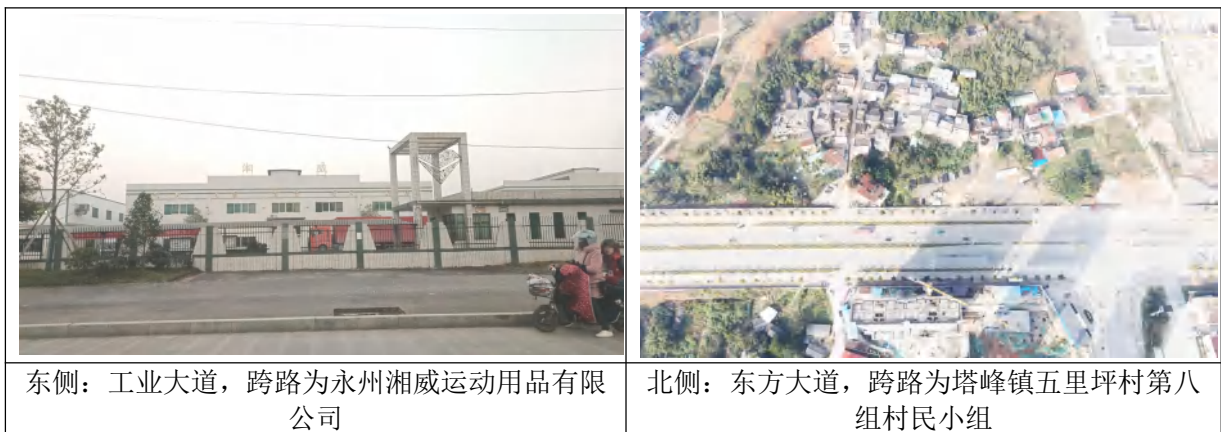 湘 威
东侧：工业大道，跨路为永州湘威运动用品有限
公司
北侧：东方大道，跨路为塔峰镇五里坪村第八
组村民小组